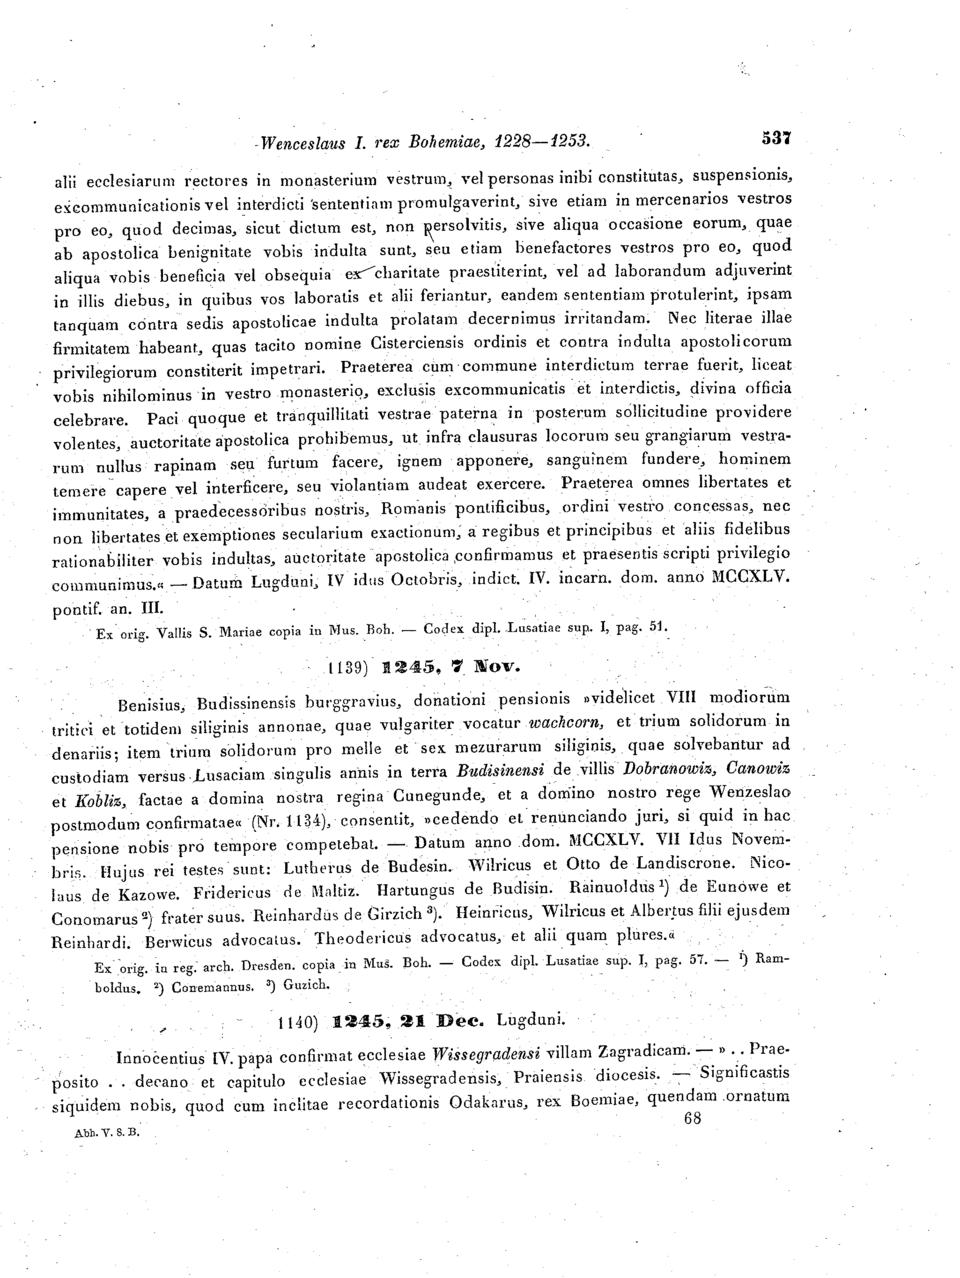 Wenceslaus I. rex Bohemiae, 1228—1253. 537
alii ecclesiarum rectores in monasterium vestrum, vel personas inibi constitutas, suspensionis,
excommunicationis vel interdicti sententiam promulgaverint, sive etiam in mercenarios vestros
pro eo, quod decimas, sicut dictum est, non persolvitis, sive aliqua occasione eorum, quae
ab apostolica benignitate vobis indulta sunt, seu etiam benefactores vestros pro eo, quod
aliqua vobis beneficia vel obsequia ex charitate praestiterint, vel ad laborandum adjuverint
in illis diebus, in quibus vos laboratis et alii feriantur, eandem sententiam protulerint, ipsam
tanquam contra sedis apostolicae indulta prolatam decernimus irritandam. Nec literae illae
firmitatem habeant, quas tacito nomine Cisterciensis ordinis et contra indulta apostolicorum
privilegiorum constiterit impetrari. Praeterea cum commune interdictum terrae fuerit, liceat
vobis nihilominus in vestro monasterio, exclusis excommunicatis et interdictis, divina officia
celebrare. Paci quoque et tranquillitati vestrae paterna in posterum sollicitudine providere
volentes, auctoritate apostolica prohibemus, ut infra clausuras locorum seu grangiarum vestra-
rum nullus rapinam seu furtum facere, ignem apponere, sanguinem fundere, hominem
temere capere vel interficere, seu violantiam audeat exercere. Praeterea omnes libertates et
immunitates, a praedecessoribus nostris, Romanis pontificibus, ordini vestro concessas, nec
non libertates et exemptiones secularium exactionum, a regibus et principibus et aliis fidelibus
rationabiliter vobis indultas, auctoritate apostolica confirmamus et praesentis scripti privilegio
communimus.« — Datum Lugduni, IV idus Octobris, indict. IV. incarn. dom. anno MCCXLV.
pontif. an. III.
Ex orig. Vallis S. Mariae copia in Mus. Boh. — Codex dipl. Lusatiae sup. I, pag. 51.
1139) 1245, 7 Nov.
Benisius, Budissinensis burggravius, donationi pensionis »videlicet VIII modiorum
tritici et totidem siliginis annonae, quae vulgariter vocatur wachcorn, et trium solidorum in
denariis; item trium solidorum pro melle et sex mezurarum siliginis, quae solvebantur ad
custodiam versus Lusaciam singulis annis in terra Budisinensi de villis Dobranowiz, Canowiz
et Kobliz, factae a domina nostra regina Cunegunde, et a domino nostro rege Wenzeslao
postmodum confirmatae« (Nr. 1134), consentit, »cedendo et renunciando juri, si quid in hac
pensione nobis pro tempore competebat. — Datum anno dom. MCCXLV. VII Idus Novem-
bris. Hujus rei testes sunt: Lutherus de Budesin. Wilricus et Otto de Landiscrone. Nico-
laus de Kazowe. Fridericus de Maltiz. Hartungus de Budisin. Rainuoldus ¹) de Eunowe et
Conomarus ²) frater suus. Reinhardus de Girzich ³). Heinricus, Wilricus et Albertus filii ejusdem
Reinhardi. Berwicus advocatus. Theodericus advocatus, et alii quam plures.«
Ex orig. in reg. arch. Dresden. copia in Mus. Boh. — Codex dipl. Lusatiae sup. I, pag. 57. — ¹) Ram-
boldus. ²) Conemannus. ³) Guzich.
1140) 1245, 21 Dec. Lugduni.
Innocentius IV. papa confirmat ecclesiae Wissegradensi villam Zagradicam. — » . . Prae-
posito . . decano et capitulo ecclesiae Wissegradensis, Praiensis diocesis. — Significastis
siquidem nobis, quod cum inclitae recordationis Odakarus, rex Boemiae, quendam ornatum
68
Abh. V. 8. B.